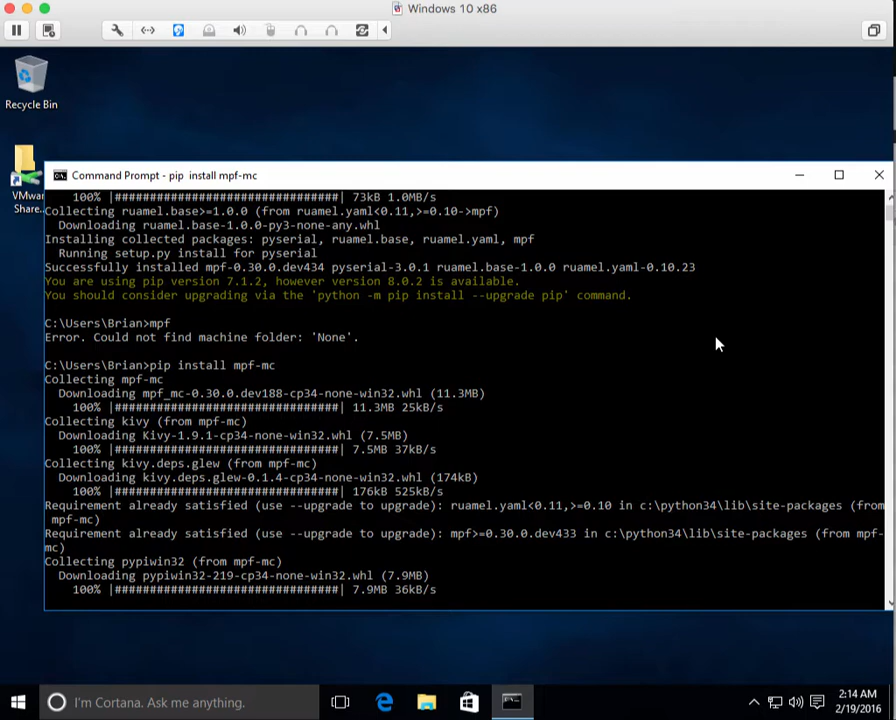 Windows 10 x86
Recycle Bin
VMwar
Share...
Command Prompt - pip  install mpf-mc
100% |################################| 73kB 1.0MB/s
Collecting ruamel.base>=1.0.0 (from ruamel.yaml<0.11,>=0.10->mpf)
Downloading ruamel.base-1.0.0-py3-none-any.whl
Installing collected packages: pyserial, ruamel.base, ruamel.yaml, mpf
Running setup.py install for pyserial
Successfully installed mpf-0.30.0.dev434 pyserial-3.0.1 ruamel.base-1.0.0 ruamel.yaml-0.10.23
You are using pip version 7.1.2, however version 8.0.2 is available.
You should consider upgrading via the 'python -m pip install --upgrade pip' command.
C:\Users\Brian>mpf
Error. Could not find machine folder: 'None'.
C:\Users\Brian>pip install mpf-mc
Collecting mpf-mc
Downloading mpf_mc-0.30.0.dev188-cp34-none-win32.whl (11.3MB)
100% |################################| 11.3MB 25kB/s
Collecting kivy (from mpf-mc)
Downloading Kivy-1.9.1-cp34-none-win32.whl (7.5MB)
100% |################################| 7.5MB 37kB/s
Collecting kivy.deps.glew (from mpf-mc)
Downloading kivy.deps.glew-0.1.4-cp34-none-win32.whl (174kB)
100% |################################| 176kB 525kB/s
Requirement already satisfied (use --upgrade to upgrade): ruamel.yaml<0.11,>=0.10 in c:\python34\lib\site-packages (from
mpf-mc)
Requirement already satisfied (use --upgrade to upgrade): mpf>=0.30.0.dev433 in c:\python34\lib\site-packages (from mpf-
mc)
Collecting pypiwin32 (from mpf-mc)
Downloading pypiwin32-219-cp34-none-win32.whl (7.9MB)
100% |################################| 7.9MB 36kB/s
I'm Cortana. Ask me anything.
2:14 AM
2/19/2016